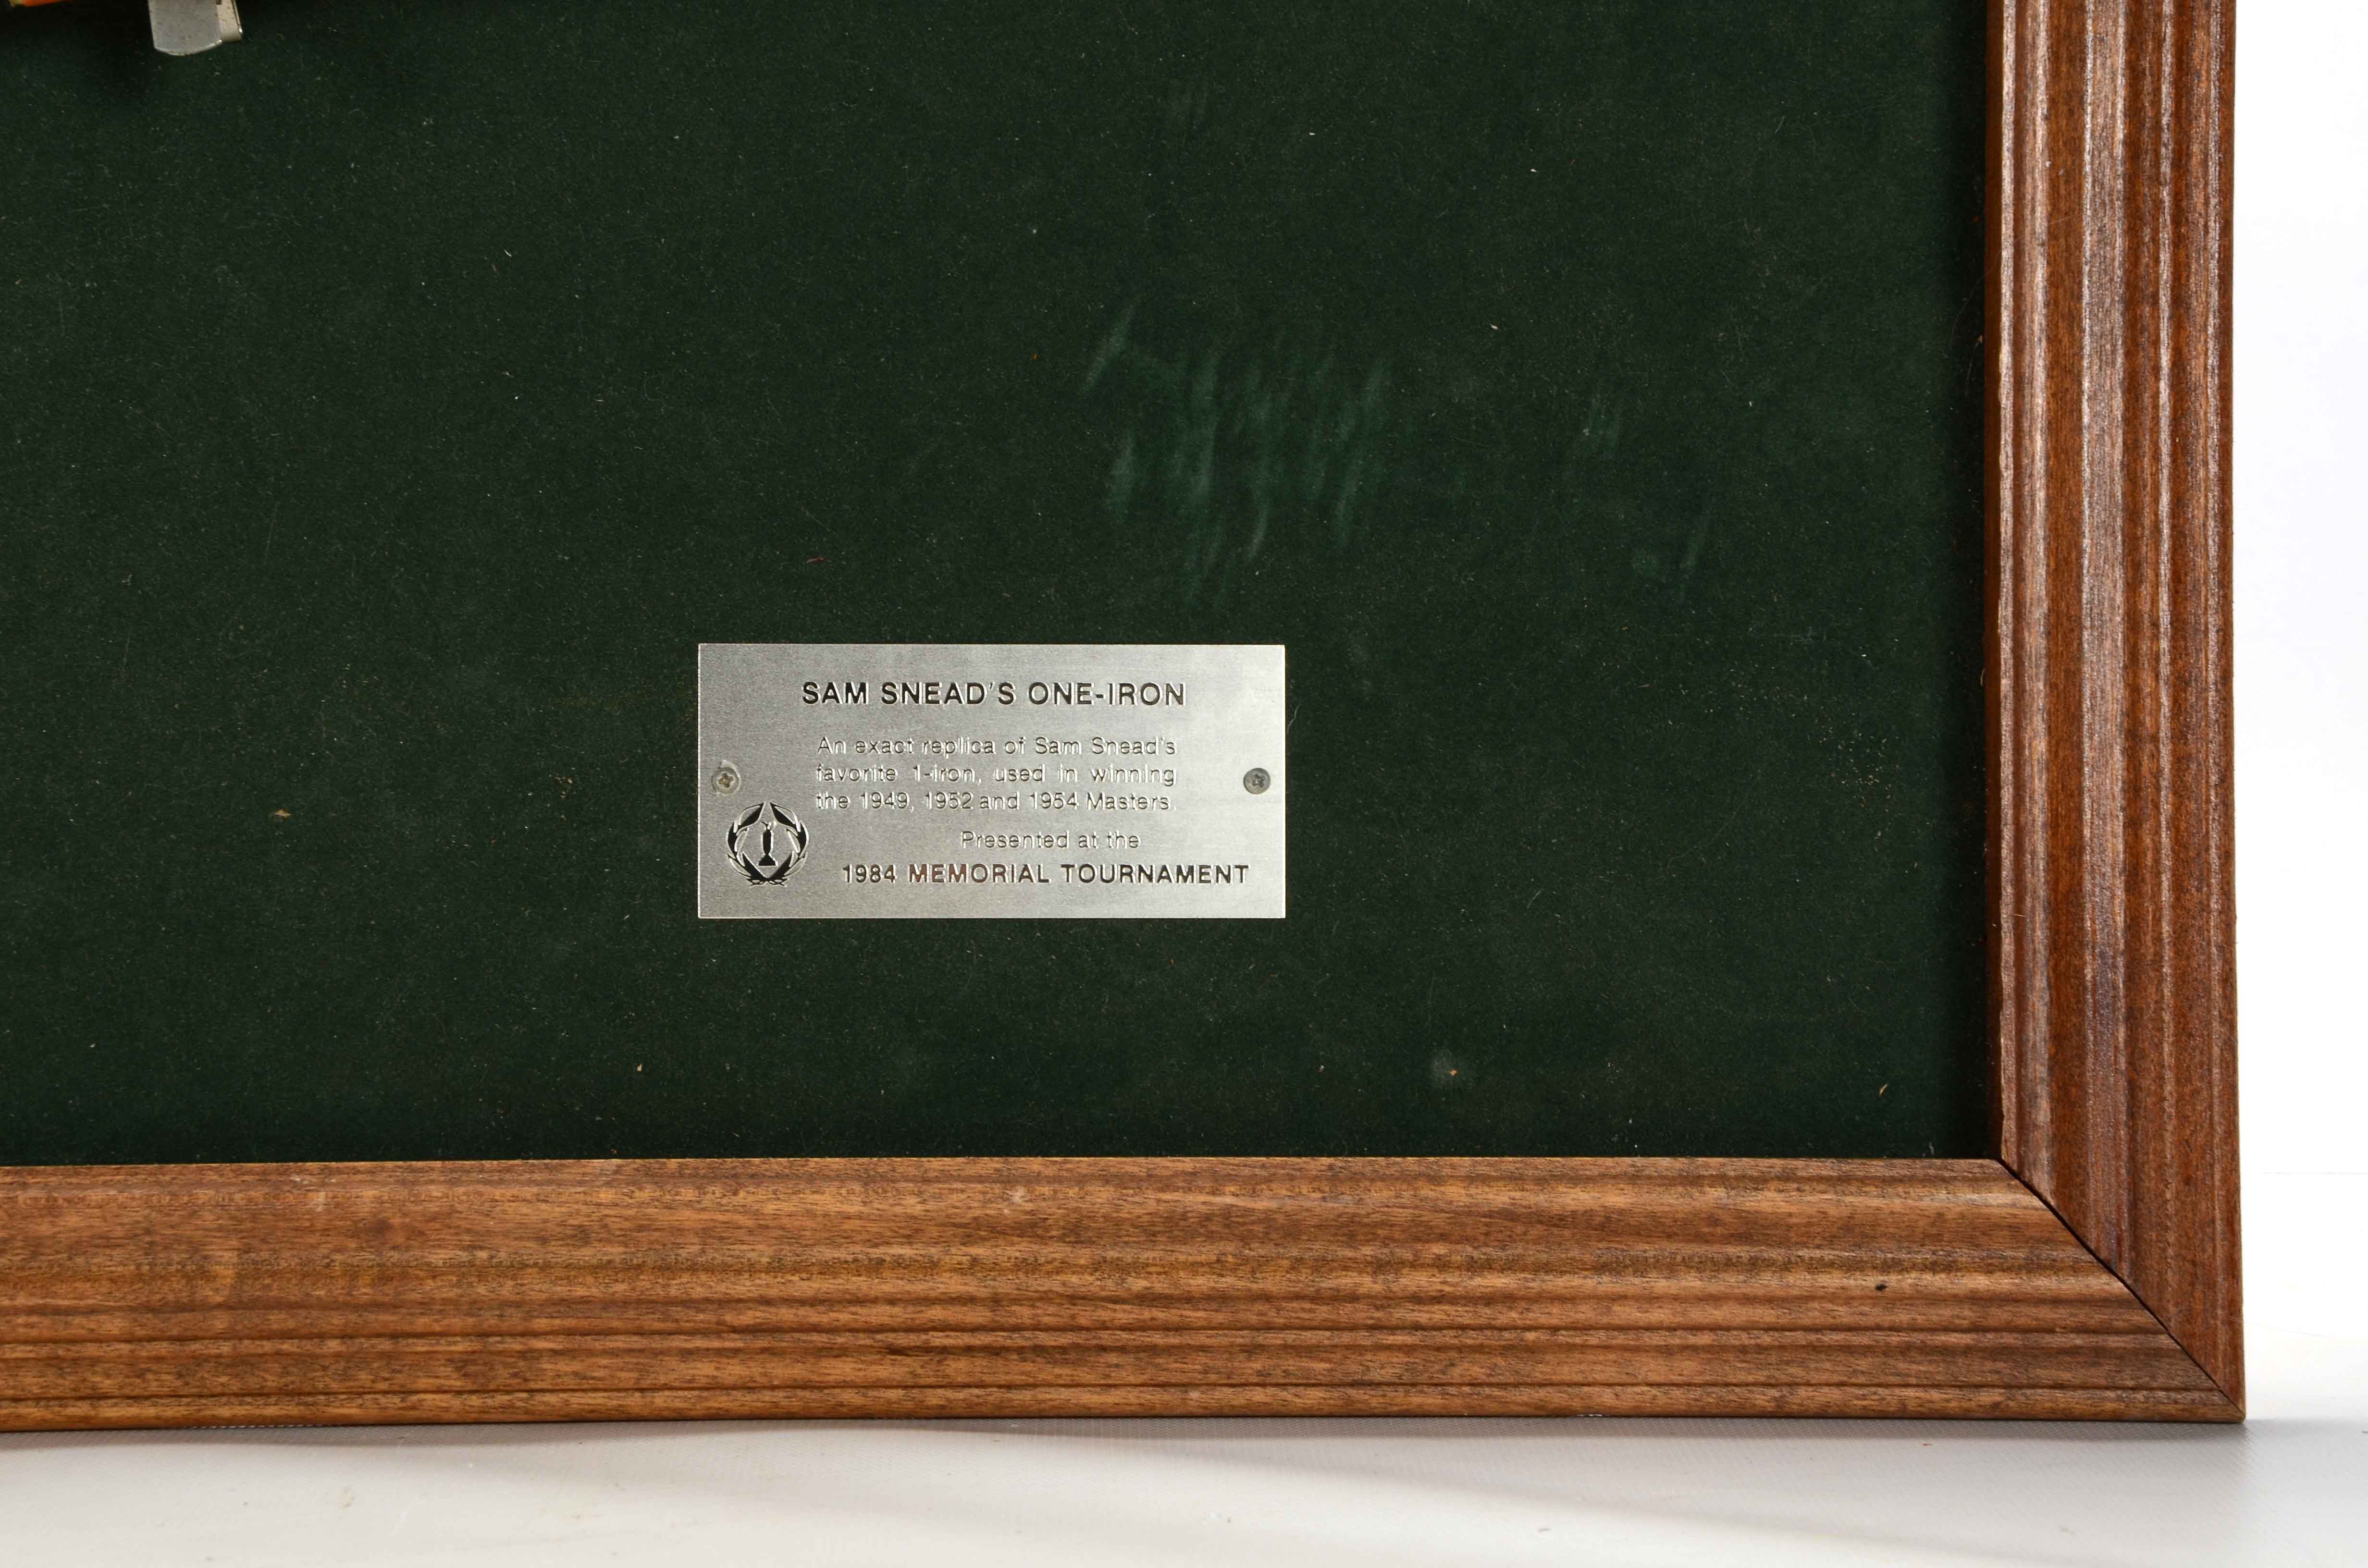 SAM SNEAD'S ONE-IRON
An exact replica of Sam Snead's
favorite 1-iron, used in winning
the 1949, 1952 and 1954 Masters.
Presented at the
1984 MEMORIAL TOURNAMENT